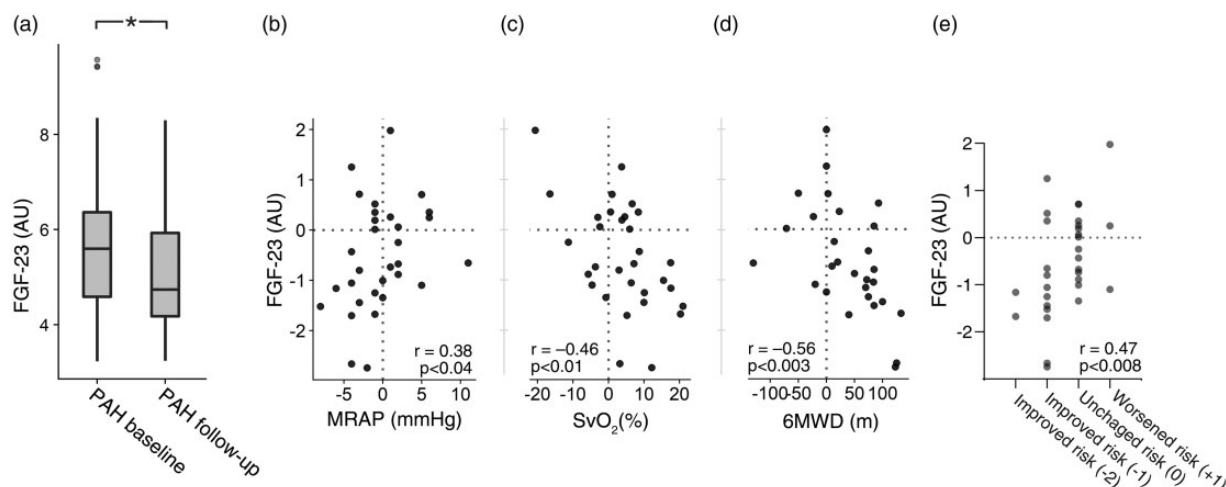 (a)
*
FGF-23 (AU)
8
6
4
PAH baseline
PAH follow-up
(b)
FGF-23 (AU)
2
1
0
-1
-2
r = 0.38
p<0.04
-5 0 5 10
MRAP (mmHg)
(c)
r = –0.46
p<0.01
-20 -10 0 10 20
SvO2(%)
(d)
r = –0.56
p<0.003
-100-50 0 50 100
6MWD (m)
(e)
FGF-23 (AU)
2
1
0
-1
-2
r = 0.47
p<0.008
Improved risk (-2)
Improved risk (-1)
Unchaged risk (0)
Worsened risk (+1)